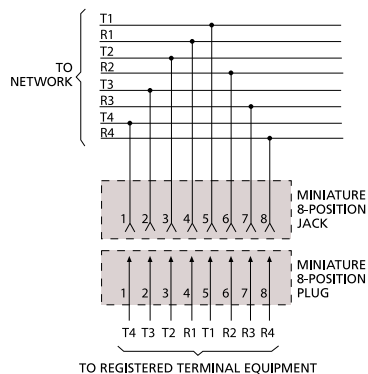 T1
R1
T2
R2
T3
R3
T4
R4
TO
NETWORK
1 2 3 4 5 6 7 8
MINIATURE
8-POSITION
JACK
1 2 3 4 5 6 7 8
MINIATURE
8-POSITION
PLUG
T4 T3 T2 R1 T1 R2 R3 R4
TO REGISTERED TERMINAL EQUIPMENT